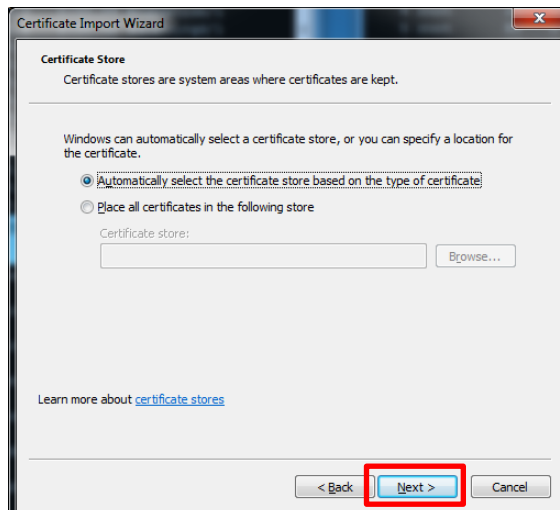 Certificate Import Wizard
Certificate Store
Certificate stores are system areas where certificates are kept.
Windows can automatically select a certificate store, or you can specify a location for
the certificate.
Automatically select the certificate store based on the type of certificate
Place all certificates in the following store
Certificate store:
Browse...
Learn more about certificate stores
< Back Next > Cancel